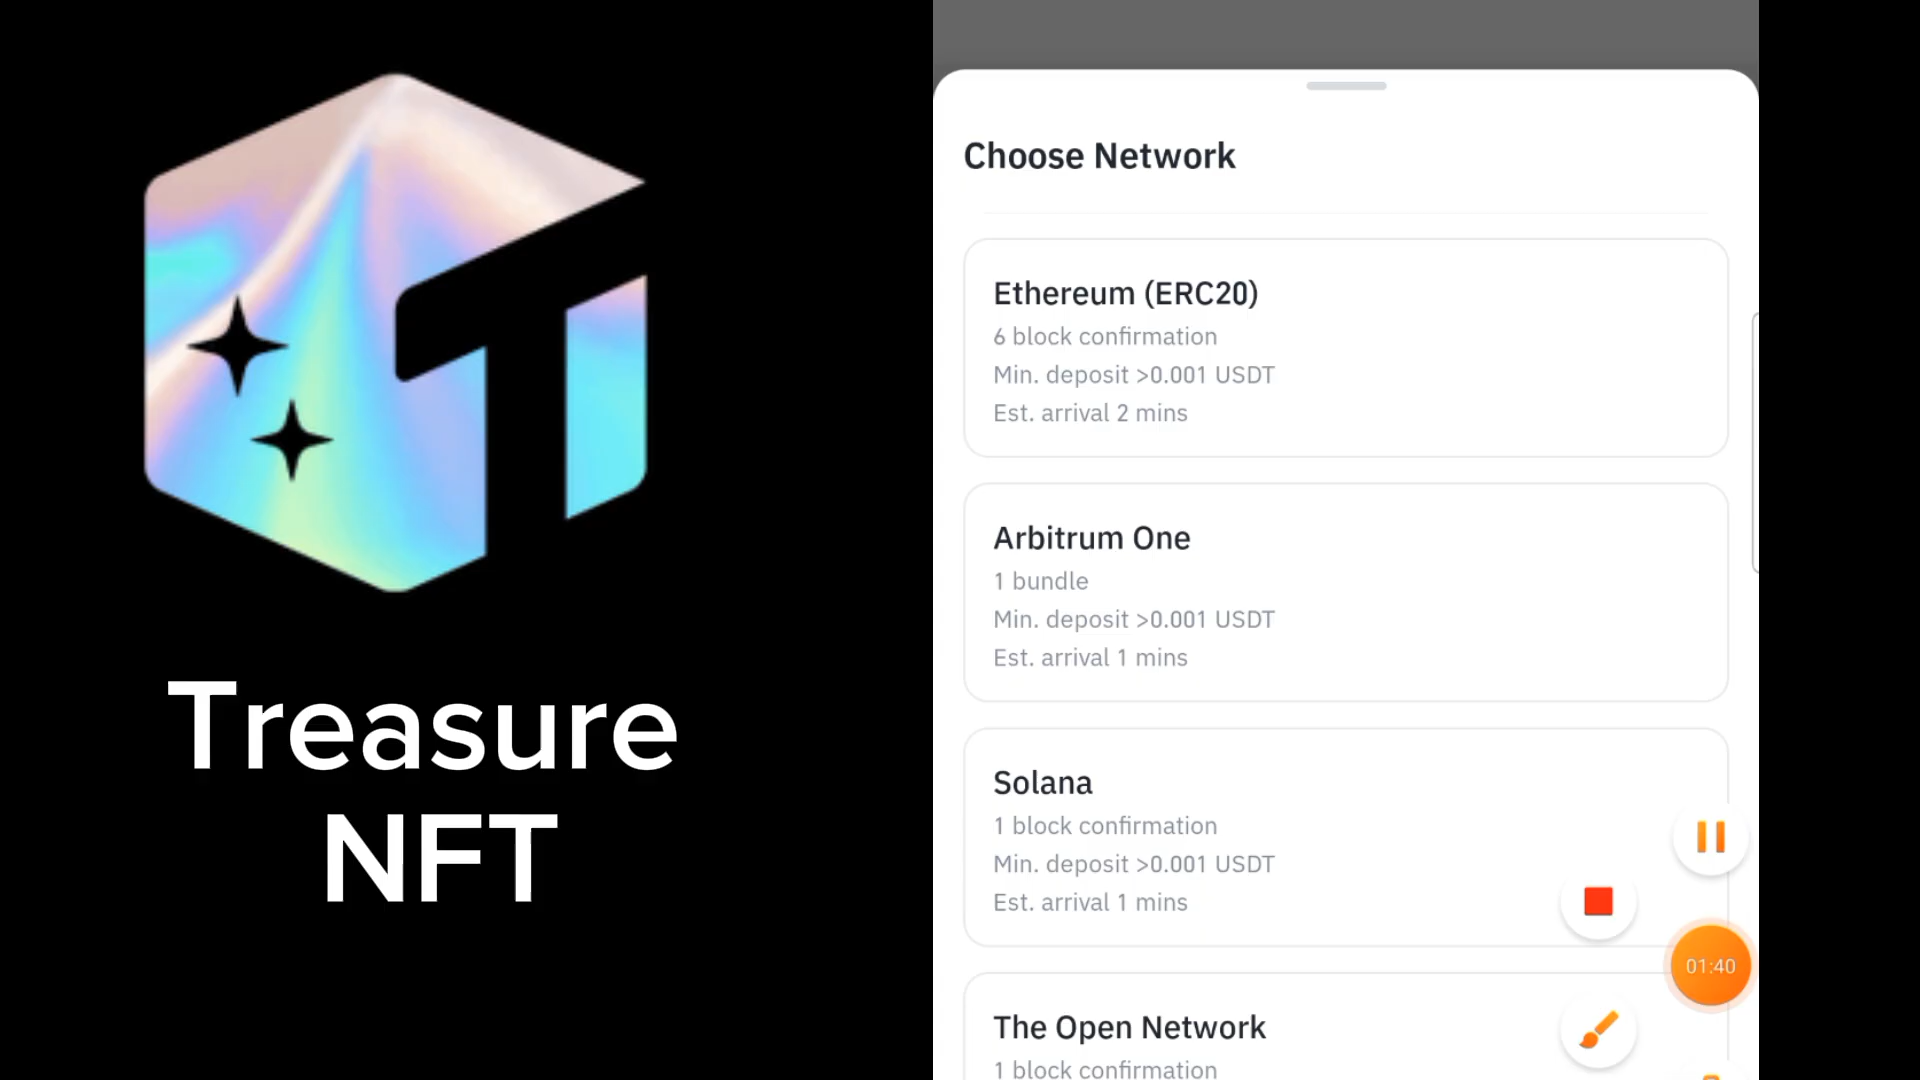 Treasure
NFT
Choose Network
Ethereum (ERC20)
6 block confirmation
Min. deposit >0.001 USDT
Est. arrival 2 mins
Arbitrum One
1 bundle
Min. deposit >0.001 USDT
Est. arrival 1 mins
Solana
1 block confirmation
Min. deposit >0.001 USDT
Est. arrival 1 mins
01:40
The Open Network
1 block confirmation